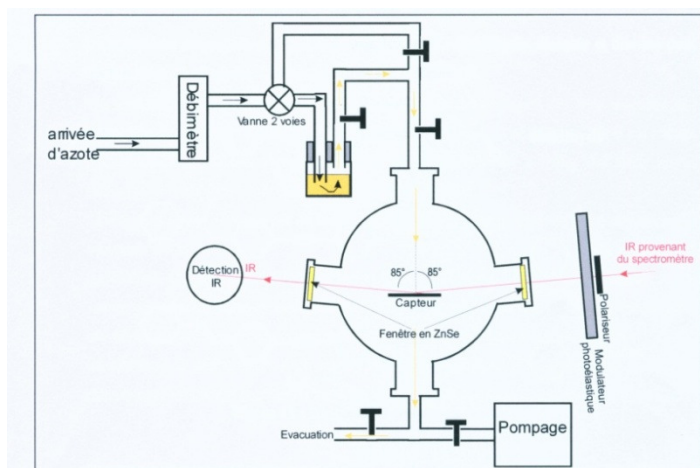 Débimètre
Vanne 2 voies
arrivée
d'azote
IR provenant
du spectromètre
Détection
IR
IR
85°
85°
Capteur
Polariseur
Modulateur
photoélastique
Fenêtre en ZnSe
Evacuation
Pompage